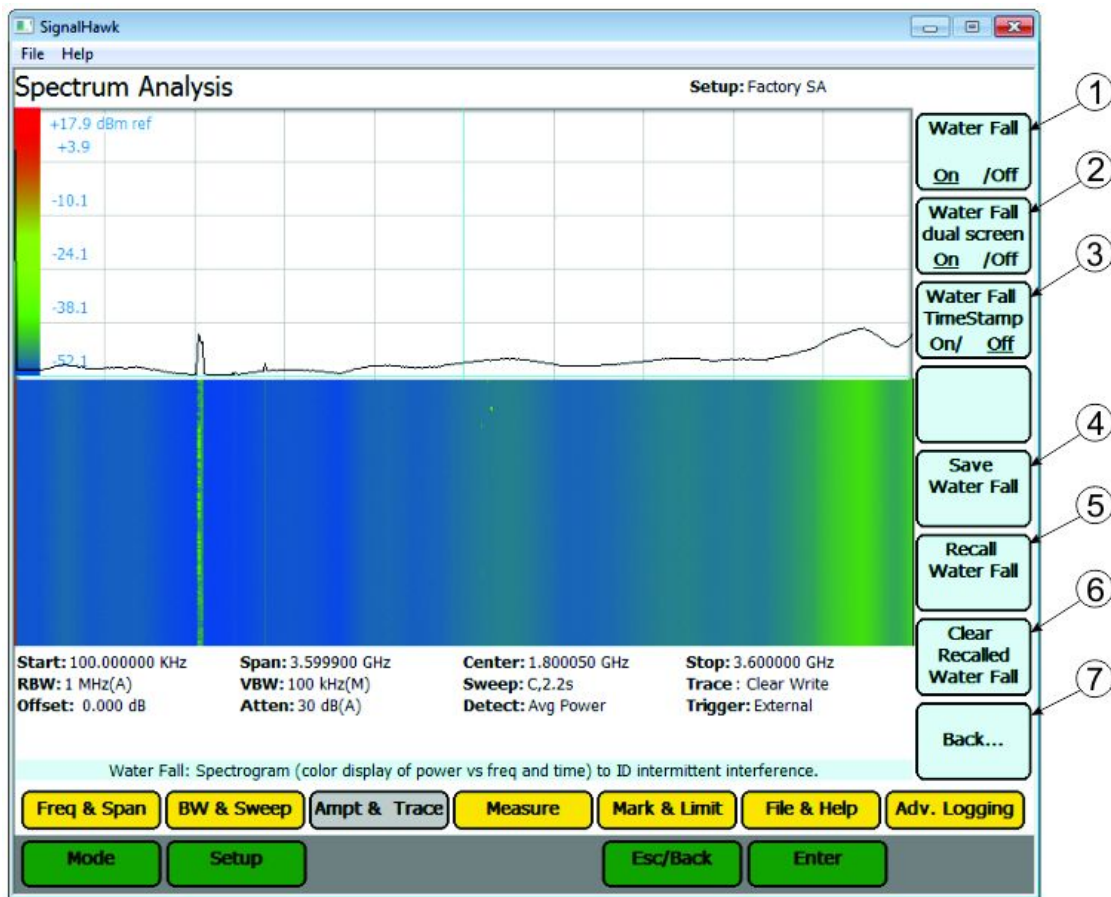 SignalHawk
File Help
Spectrum Analysis
Setup: Factory SA
+17.9 dBm ref
+3.9
-10.1
-24.1
-38.1
-52.1
Water Fall
On /Off
Water Fall
dual screen
On /Off
Water Fall
TimeStamp
On/ Off
Save
Water Fall
Recall
Water Fall
Clear
Recalled
Water Fall
Back...
1
2
3
4
5
6
7
Start: 100.000000 KHz Span: 3.599900 GHz Center: 1.800050 GHz Stop: 3.600000 GHz
RBW: 1 MHz(A) VBW: 100 kHz(M) Sweep: C,2.2s Trace : Clear Write
Offset: 0.000 dB Atten: 30 dB(A) Detect: Avg Power Trigger: External
Water Fall: Spectrogram (color display of power vs freq and time) to ID intermittent interference.
Freq & Span BW & Sweep Ampt & Trace Measure Mark & Limit File & Help Adv. Logging
Mode Setup Esc/Back Enter